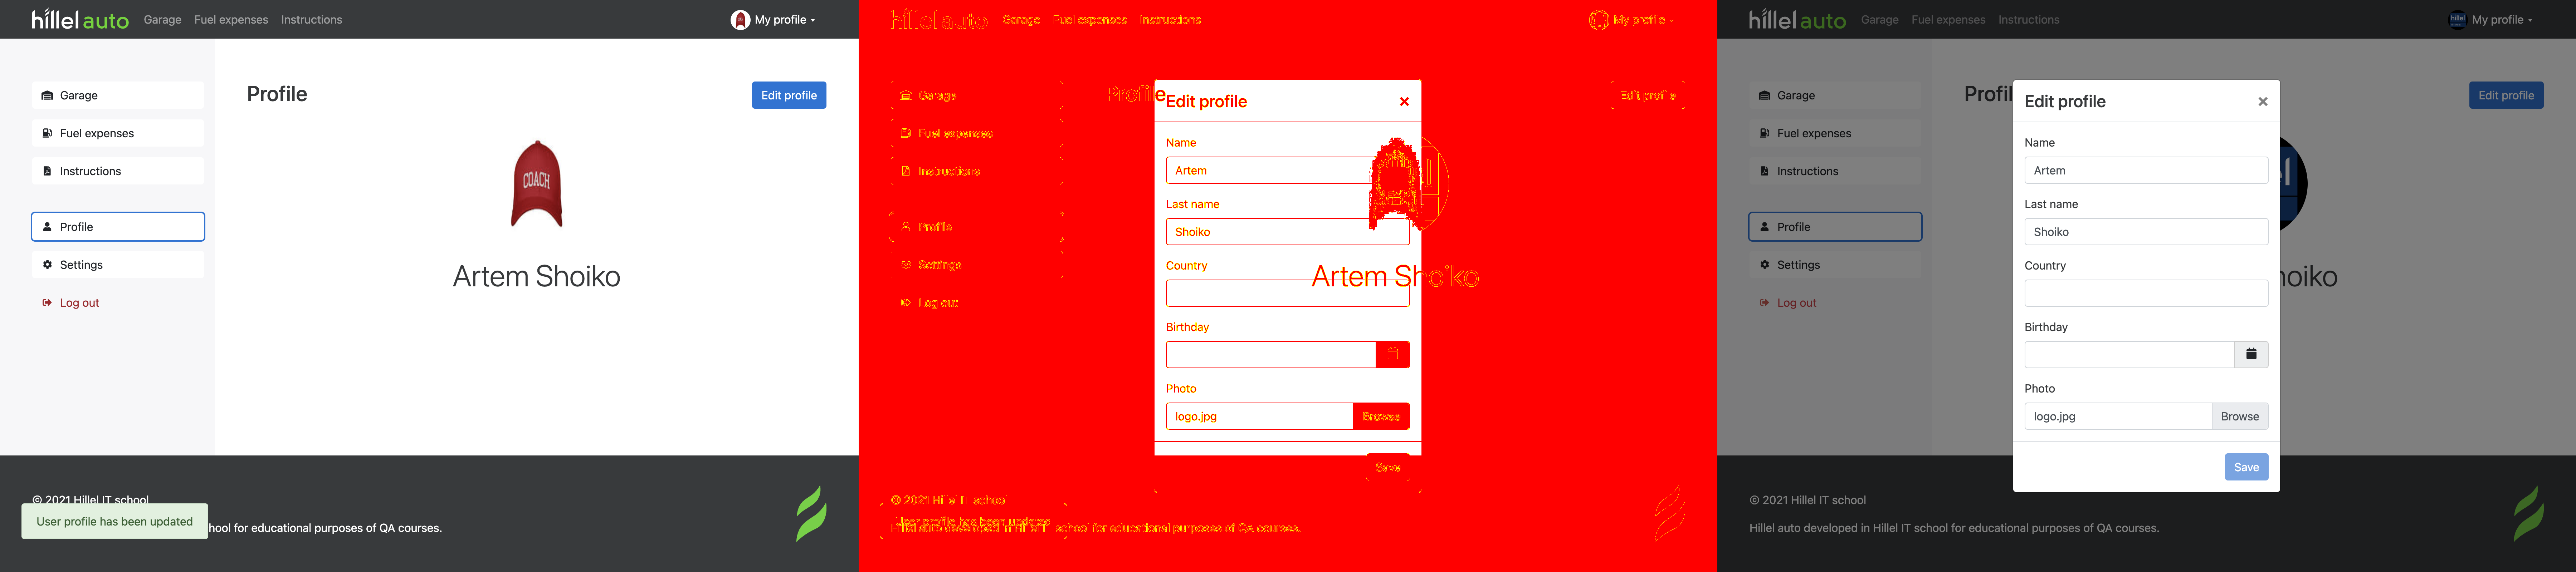 hillel auto Garage Fuel expenses Instructions My profile
Garage
Fuel expenses
Instructions
Profile
Settings
Log out
Profile
Edit profile
COACH
Artem Shoiko
© 2021 Hillel IT school
User profile has been updated
hool for educational purposes of QA courses.
hillel auto Garage Fuel expenses Instructions My profile
Garage
Fuel expenses
Instructions
Profile
Settings
Log out
Profile
Edit profile
Edit profile
×
Name
Artem
Last name
Shoiko
Country
Artem Shoiko
Birthday
Photo
logo.jpg Browse
Save
© 2021 Hillel IT school
User profile has been updated
Hillel auto developed in Hillel IT school for educational purposes of QA courses.
hillel auto Garage Fuel expenses Instructions hillel My profile
Garage
Fuel expenses
Instructions
Profile
Settings
Log out
Profil
Edit profile
Edit profile
×
Name
Artem
Last name
Shoiko
Country
hoiko
Birthday
Photo
logo.jpg Browse
Save
© 2021 Hillel IT school
Hillel auto developed in Hillel IT school for educational purposes of QA courses.